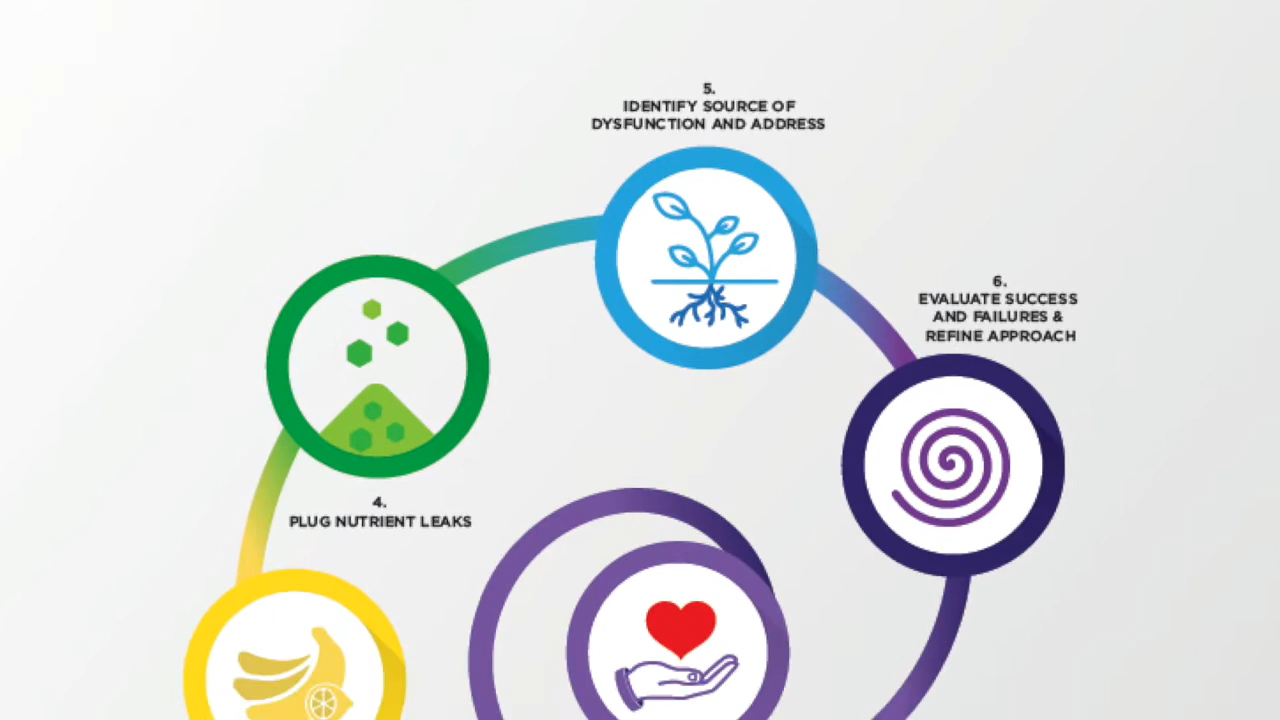 5.
IDENTIFY SOURCE OF
DYSFUNCTION AND ADDRESS
6.
EVALUATE SUCCESS
AND FAILURES &
REFINE APPROACH
4.
PLUG NUTRIENT LEAKS